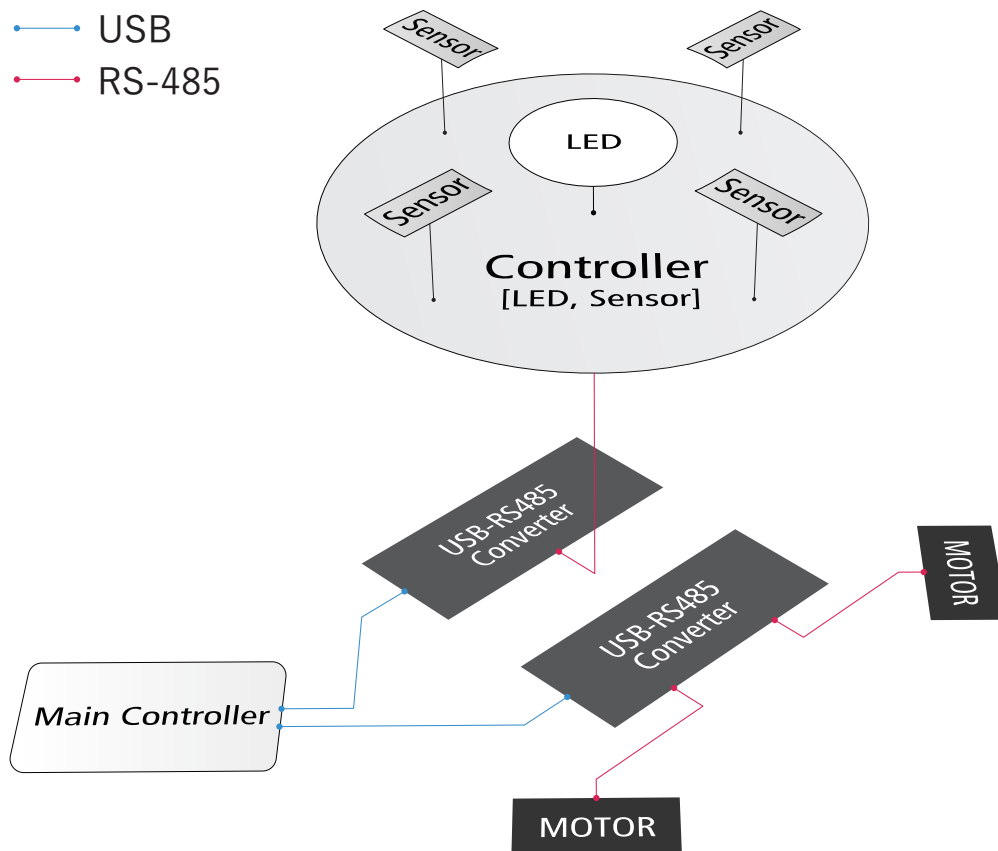 USB
RS-485
Sensor
Sensor
LED
Sensor
Sensor
Controller
[LED, Sensor]
USB-RS485
Converter
USB-RS485
Converter
MOTOR
Main Controller
MOTOR